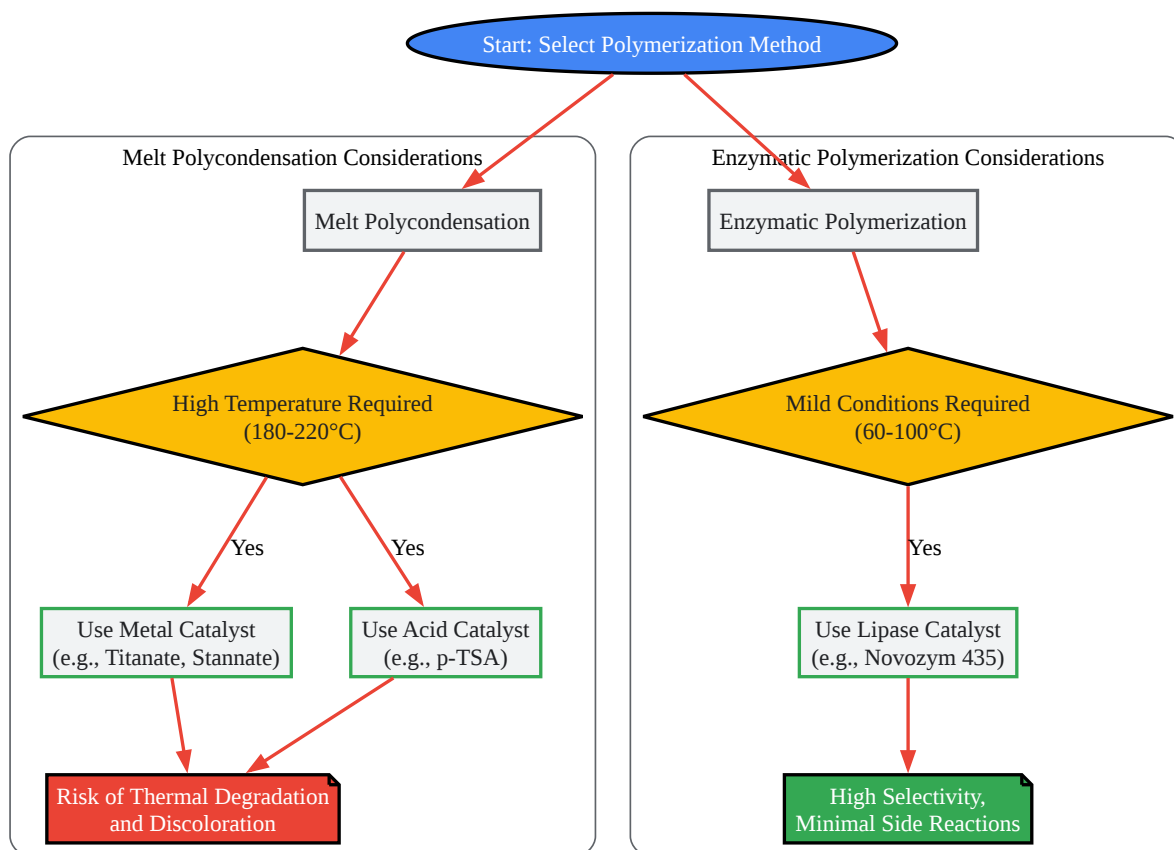 Start: Select Polymerization Method
Melt Polycondensation Considerations
Melt Polycondensation
High Temperature Required
(180-220°C)
Yes
Yes
Use Metal Catalyst
(e.g., Titanate, Stannate)
Use Acid Catalyst
(e.g., p-TSA)
Risk of Thermal Degradation
and Discoloration
Enzymatic Polymerization Considerations
Enzymatic Polymerization
Mild Conditions Required
(60-100°C)
Yes
Use Lipase Catalyst
(e.g., Novozym 435)
High Selectivity,
Minimal Side Reactions